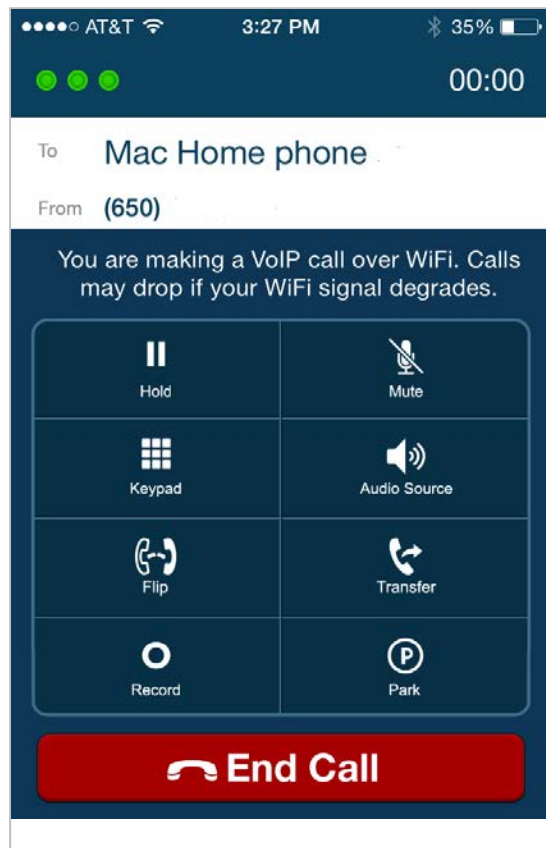 AT&T 3:27 PM 35%
00:00
To Mac Home phone
From (650)
You are making a VoIP call over WiFi. Calls
may drop if your WiFi signal degrades.
Hold Mute
Keypad Audio Source
Flip Transfer
Record P Park
End Call